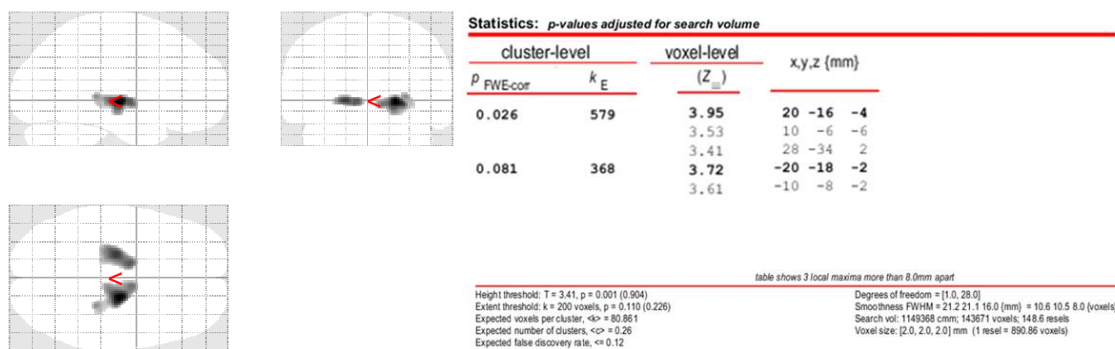 Statistics: p-values adjusted for search volume
cluster-level voxel-level x,y,z {mm}
p FWE-corr k E (Z≡)
0.026 579 3.95 20 -16 -4
3.53 10 -6 -6
3.41 28 -34 2
0.081 368 3.72 -20 -18 -2
3.61 -10 -8 -2
table shows 3 local maxima more than 8.0mm apart
Height threshold: T = 3.41, p = 0.001 (0.904) Degrees of freedom = [1.0, 28.0]
Extent threshold: k = 200 voxels, p = 0.110 (0.226) Smoothness FWHM = 21.2 21.1 16.0 {mm} = 10.6 10.5 8.0 {voxels}
Expected voxels per cluster, <k> = 80.861 Search vol: 1149368 cmm; 143671 voxels; 148.6 resels
Expected number of clusters, <c> = 0.26 Voxel size: [2.0, 2.0, 2.0] mm (1 resel = 890.86 voxels)
Expected false discovery rate, <= 0.12